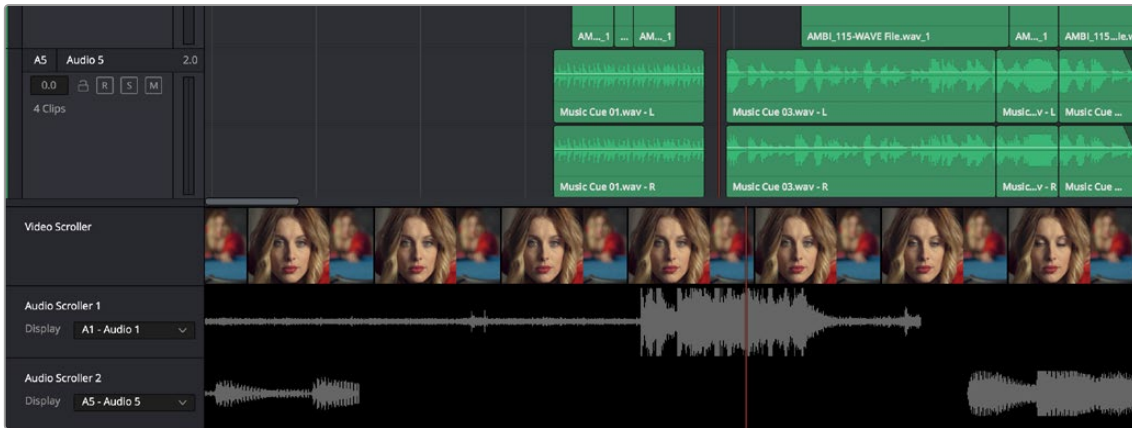 AM..._1 ... AM..._1 AMBI_115-WAVE File.wav_1 AM..._1 AMBI_115...le.w
A5 Audio 5 2.0
0.0 R S M
4 Clips
Music Cue 01.wav - L Music Cue 03.wav - L Music...v - L Music Cue ...
Music Cue 01.wav - R Music Cue 03.wav - R Music...v - R Music Cue ...
Video Scroller
Audio Scroller 1
Display A1 - Audio 1
Audio Scroller 2
Display A5 - Audio 5